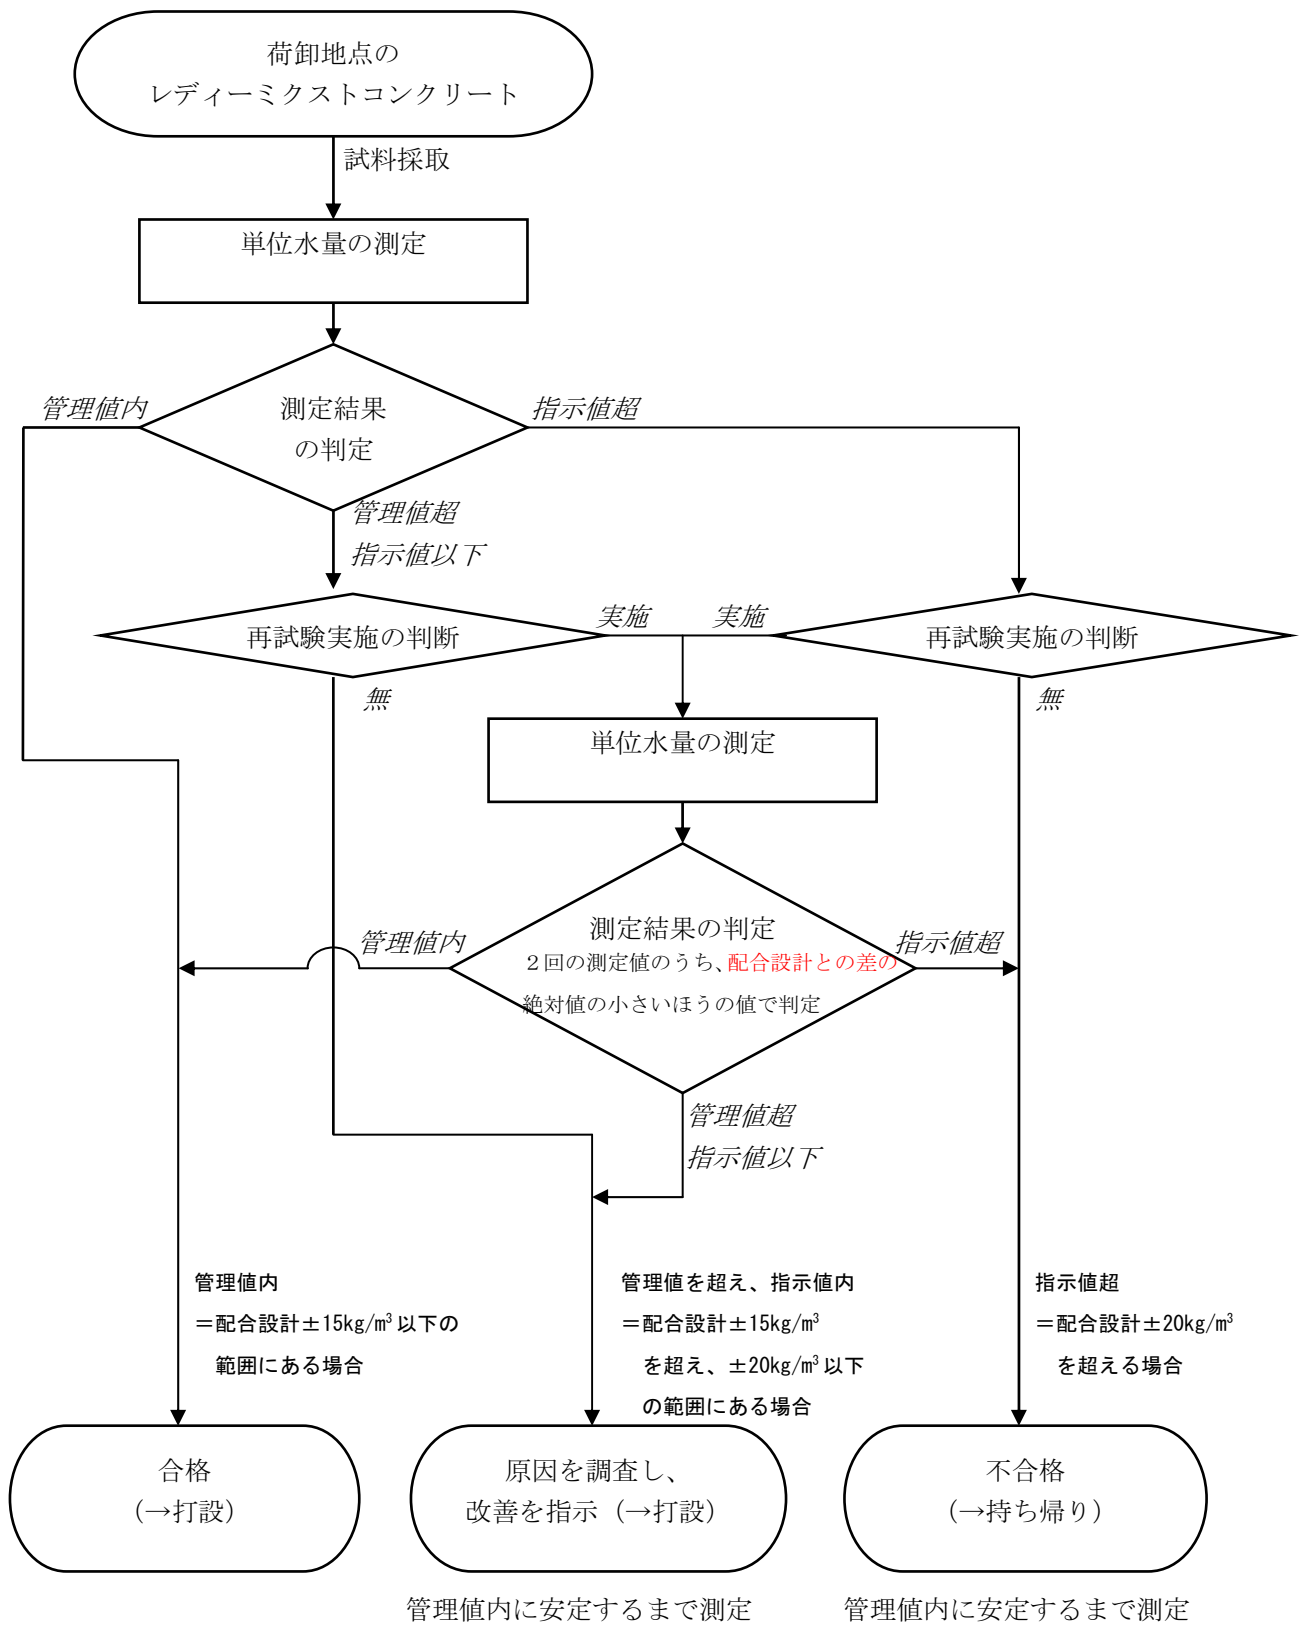 荷卸地点の
レディーミクストコンクリート
試料採取
単位水量の測定
管理値内
測定結果
の判定
指示値超
管理値超
指示値以下
再試験実施の判断
実施
実施
再試験実施の判断
無
無
単位水量の測定
管理値内
測定結果の判定
２回の測定値のうち、配合設計との差の
絶対値の小さいほうの値で判定
指示値超
管理値超
指示値以下
管理値内
＝配合設計±15kg/m³以下の
範囲にある場合
管理値を超え、指示値内
＝配合設計±15kg/m³
を超え、±20kg/m³以下
の範囲にある場合
指示値超
＝配合設計±20kg/m³
を超える場合
合格
（→打設）
原因を調査し、
改善を指示（→打設）
不合格
（→持ち帰り）
管理値内に安定するまで測定
管理値内に安定するまで測定